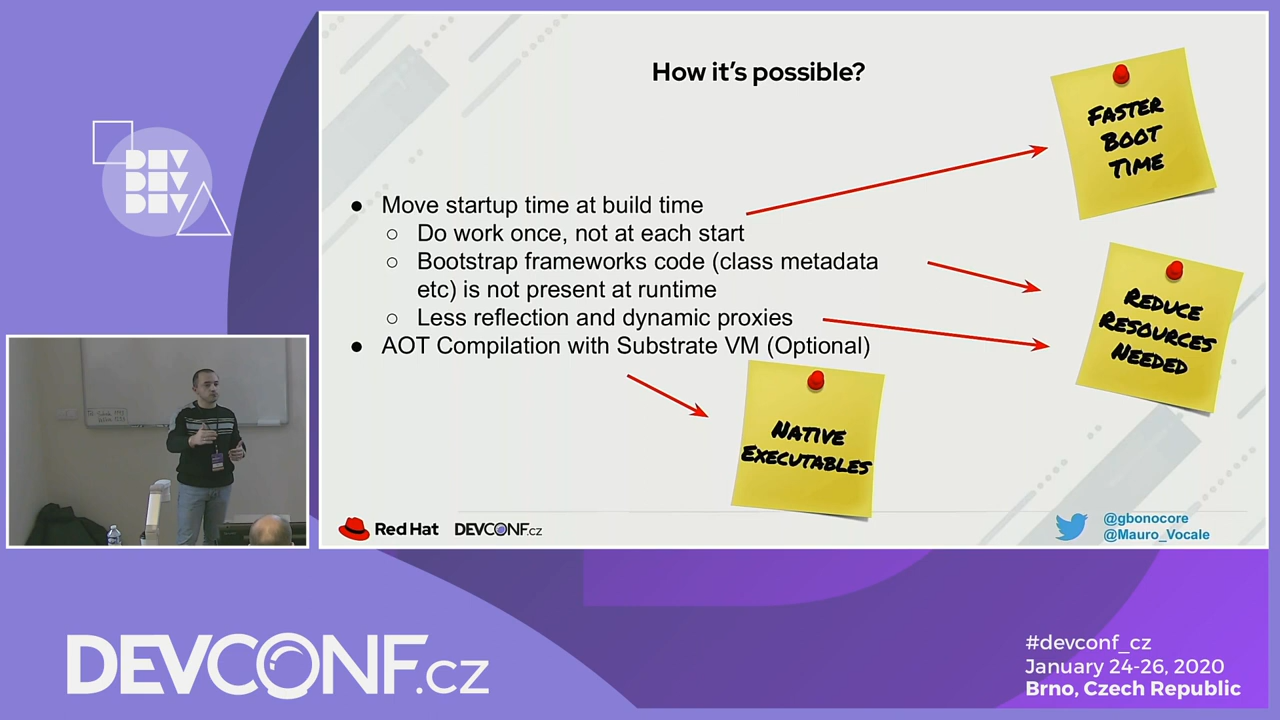 How it's possible?
FASTER
BOOT
TIME
● Move startup time at build time
○ Do work once, not at each start
○ Bootstrap frameworks code (class metadata
etc) is not present at runtime
○ Less reflection and dynamic proxies
● AOT Compilation with Substrate VM (Optional)
REDUCE
RESOURCES
NEEDED
NATIVE
EXECUTABLES
Red Hat
DEVCONF.cz
@gbonocore
@Mauro_Vocale
DEV
DEV
DEV
DEVCONF.cz
#devconf_cz
January 24-26, 2020
Brno, Czech Republic